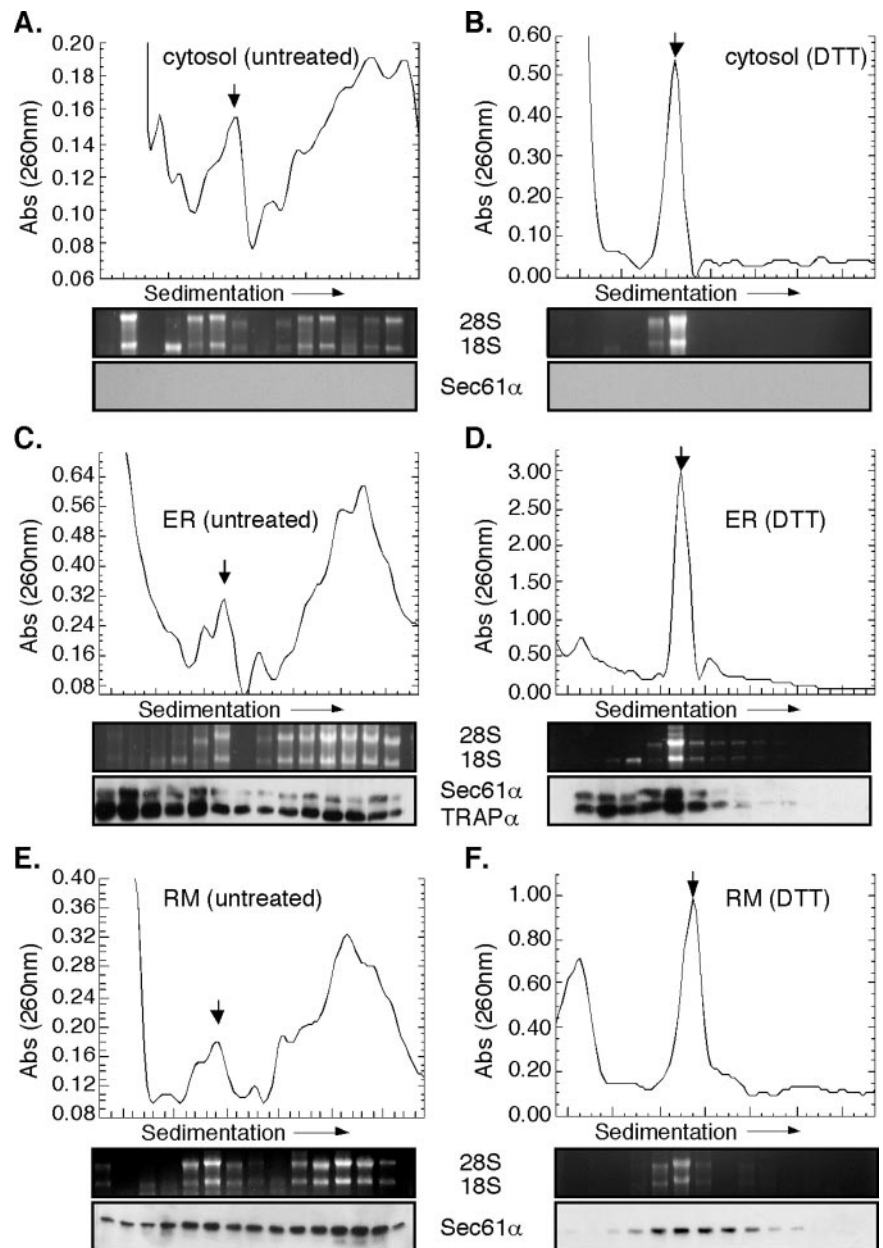 A.
0.20
0.18
0.16
0.14
0.12
0.10
0.08
0.06
Abs (260nm)
cytosol (untreated)
Sedimentation
B.
0.60
0.50
0.40
0.30
0.20
0.10
0.00
Abs (260nm)
cytosol (DTT)
Sedimentation
28S
18S
Sec61α
C.
0.64
0.56
0.48
0.40
0.32
0.24
0.16
0.08
Abs (260nm)
ER (untreated)
Sedimentation
D.
3.00
2.50
2.00
1.50
1.00
0.50
0.00
Abs (260nm)
ER (DTT)
Sedimentation
28S
18S
Sec61α
TRAPα
E.
0.40
0.36
0.32
0.28
0.24
0.20
0.16
0.12
0.08
Abs (260nm)
RM (untreated)
Sedimentation
F.
1.00
0.80
0.60
0.40
0.20
0.00
Abs (260nm)
RM (DTT)
Sedimentation
28S
18S
Sec61α